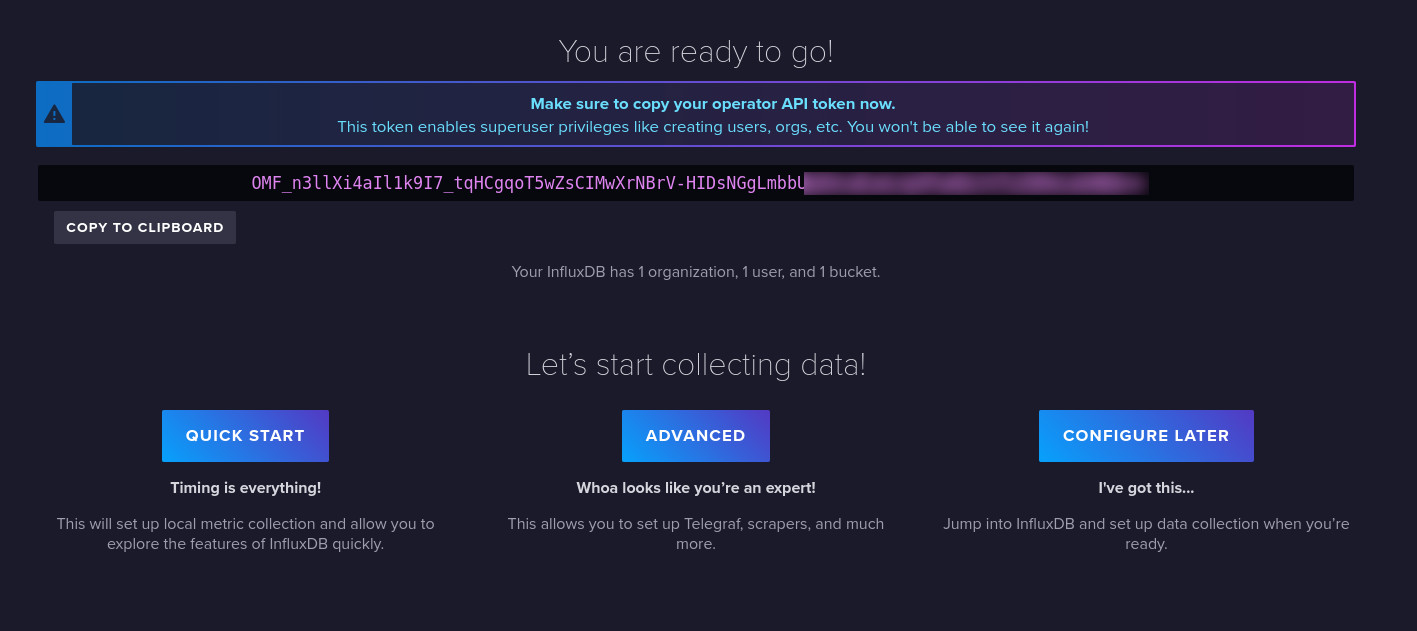 You are ready to go!
Make sure to copy your operator API token now.
This token enables superuser privileges like creating users, orgs, etc. You won't be able to see it again!
OMF_n3llXi4aIl1k9I7_tqHCgqoT5wZsCIMwXrNBrV-HIDsNGgLmbbU
COPY TO CLIPBOARD
Your InfluxDB has 1 organization, 1 user, and 1 bucket.
Let’s start collecting data!
QUICK START
Timing is everything!
This will set up local metric collection and allow you to
explore the features of InfluxDB quickly.
ADVANCED
Whoa looks like you’re an expert!
This allows you to set up Telegraf, scrapers, and much
more.
CONFIGURE LATER
I've got this...
Jump into InfluxDB and set up data collection when you’re
ready.